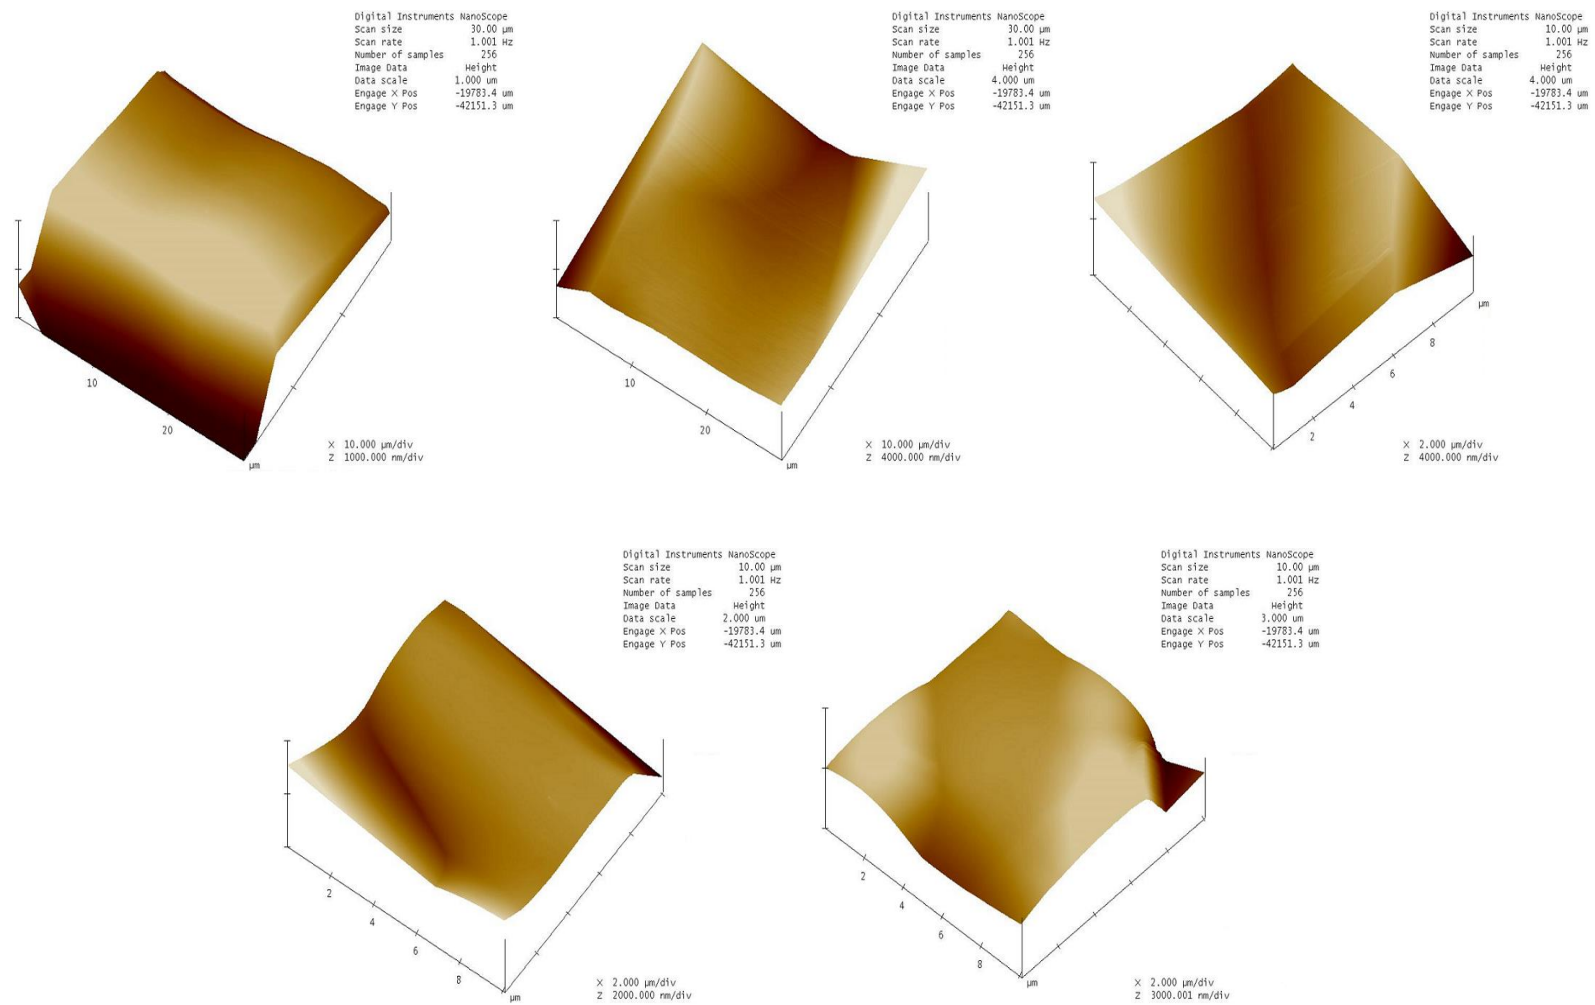 Digital Instruments NanoScope
Scan size 30.00 µm
Scan rate 1.001 Hz
Number of samples 256
Image Data Height
Data scale 1.000 um
Engage X Pos -19783.4 um
Engage Y Pos -42151.3 um
10
20
µm
X 10.000 µm/div
Z 1000.000 nm/div
Digital Instruments NanoScope
Scan size 30.00 µm
Scan rate 1.001 Hz
Number of samples 256
Image Data Height
Data scale 4.000 um
Engage X Pos -19783.4 um
Engage Y Pos -42151.3 um
10
20
µm
X 10.000 µm/div
Z 4000.000 nm/div
Digital Instruments NanoScope
Scan size 10.00 µm
Scan rate 1.001 Hz
Number of samples 256
Image Data Height
Data scale 4.000 um
Engage X Pos -19783.4 um
Engage Y Pos -42151.3 um
µm
8
6
4
2
X 2.000 µm/div
Z 4000.000 nm/div
Digital Instruments NanoScope
Scan size 10.00 µm
Scan rate 1.001 Hz
Number of samples 256
Image Data Height
Data scale 2.000 um
Engage X Pos -19783.4 um
Engage Y Pos -42151.3 um
2
4
6
8
µm
X 2.000 µm/div
Z 2000.000 nm/div
Digital Instruments NanoScope
Scan size 10.00 µm
Scan rate 1.001 Hz
Number of samples 256
Image Data Height
Data scale 3.000 um
Engage X Pos -19783.4 um
Engage Y Pos -42151.3 um
2
4
6
8
µm
X 2.000 µm/div
Z 3000.001 nm/div